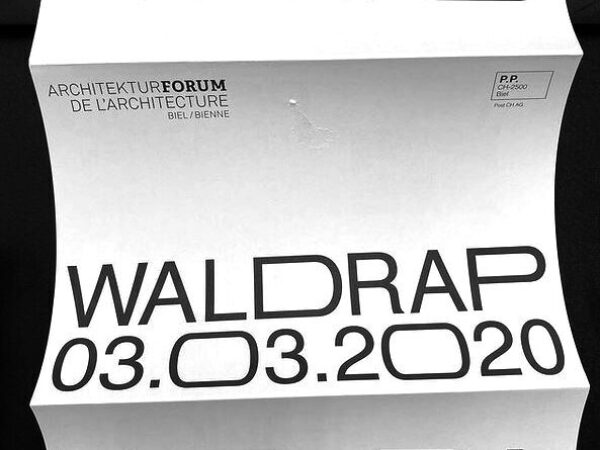 ARCHITEKTURFORUM
DE L'ARCHITECTURE
BIEL/BIENNE
P.P.
CH-2500
Biel
Post CH AG
WALDRAP
03.03.2020